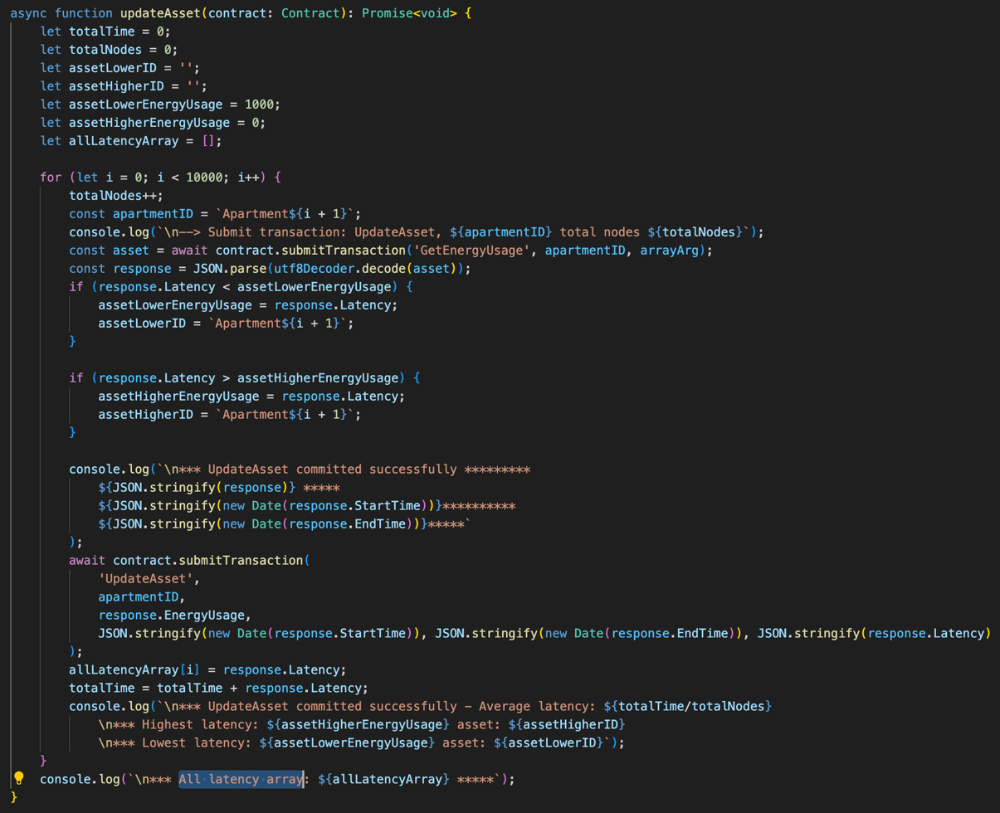 async function updateAsset(contract: Contract): Promise<void> {
    let totalTime = 0;
    let totalNodes = 0;
    let assetLowerID = '';
    let assetHigherID = '';
    let assetLowerEnergyUsage = 1000;
    let assetHigherEnergyUsage = 0;
    let allLatencyArray = [];

    for (let i = 0; i < 10000; i++) {
        totalNodes++;
        const apartmentID = `Apartment${i + 1}`;
        console.log(`\n--> Submit transaction: UpdateAsset, ${apartmentID} total nodes ${totalNodes}`);
        const asset = await contract.submitTransaction('GetEnergyUsage', apartmentID, arrayArg);
        const response = JSON.parse(utf8Decoder.decode(asset));
        if (response.Latency < assetLowerEnergyUsage) {
            assetLowerEnergyUsage = response.Latency;
            assetLowerID = `Apartment${i + 1}`;
        }

        if (response.Latency > assetHigherEnergyUsage) {
            assetHigherEnergyUsage = response.Latency;
            assetHigherID = `Apartment${i + 1}`;
        }

        console.log(`\n*** UpdateAsset committed successfully *********
            ${JSON.stringify(response)} *****
            ${JSON.stringify(new Date(response.StartTime))}**********
            ${JSON.stringify(new Date(response.EndTime))}*****`
        );
        await contract.submitTransaction(
            'UpdateAsset',
            apartmentID,
            response.EnergyUsage,
            JSON.stringify(new Date(response.StartTime)), JSON.stringify(new Date(response.EndTime)), JSON.stringify(response.Latency)
        );
        allLatencyArray[i] = response.Latency;
        totalTime = totalTime + response.Latency;
        console.log(`\n*** UpdateAsset committed successfully - Average latency: ${totalTime/totalNodes}
            \n*** Highest latency: ${assetHigherEnergyUsage} asset: ${assetHigherID}
            \n*** Lowest latency: ${assetLowerEnergyUsage} asset: ${assetLowerID}`);
    }
    console.log(`\n*** All latency array: ${allLatencyArray} *****`);
}